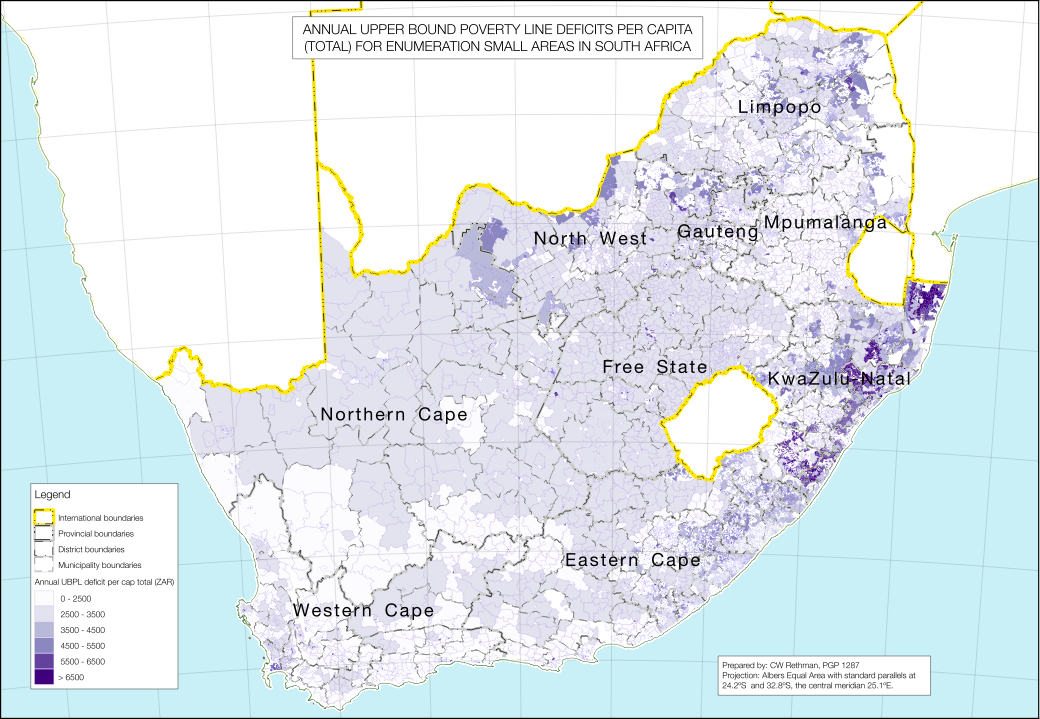 ANNUAL UPPER BOUND POVERTY LINE DEFICITS PER CAPITA
(TOTAL) FOR ENUMERATION SMALL AREAS IN SOUTH AFRICA
Limpopo
Mpumalanga
Gauteng
North West
Free State
KwaZulu-Natal
Northern Cape
Eastern Cape
Western Cape
Legend
International boundaries
Provincial boundaries
District boundaries
Municipality boundaries
Annual UBPL deficit per cap total (ZAR)
0 - 2500
2500 - 3500
3500 - 4500
4500 - 5500
5500 - 6500
> 6500
Prepared by: CW Rethman, PGP 1287
Projection: Albers Equal Area with standard parallels at
24.2°S and 32.8°S, the central meridian 25.1°E.